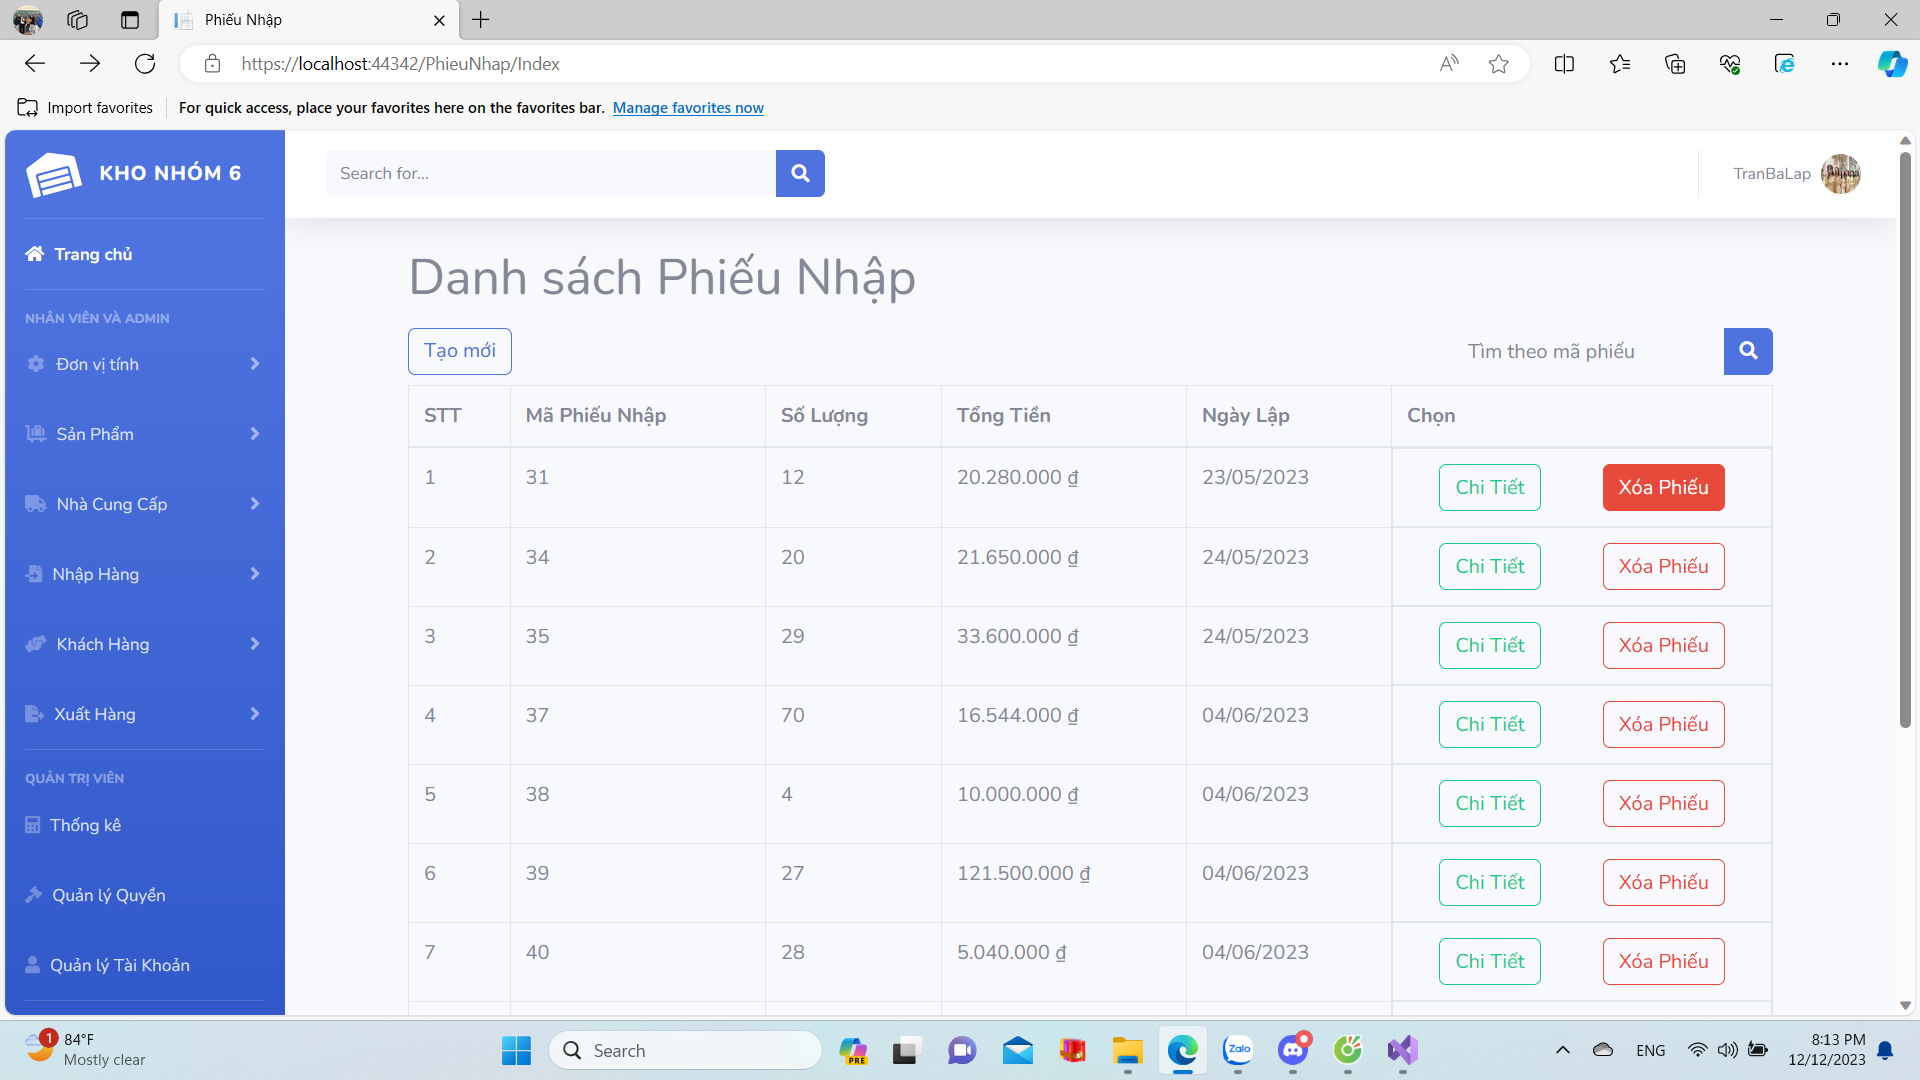 Phiếu Nhập
https://localhost:44342/PhieuNhap/Index
Import favorites
For quick access, place your favorites here on the favorites bar. Manage favorites now
KHO NHÓM 6
Search for...
TranBaLap
Trang chủ
NHÂN VIÊN VÀ ADMIN
Đơn vị tính
Sản Phẩm
Nhà Cung Cấp
Nhập Hàng
Khách Hàng
Xuất Hàng
QUẢN TRỊ VIÊN
Thống kê
Quản lý Quyền
Quản lý Tài Khoản
Danh sách Phiếu Nhập
Tạo mới
Tìm theo mã phiếu
STT Mã Phiếu Nhập Số Lượng Tổng Tiền Ngày Lập Chọn
1 31 12 20.280.000 ₫ 23/05/2023 Chi Tiết Xóa Phiếu
2 34 20 21.650.000 ₫ 24/05/2023 Chi Tiết Xóa Phiếu
3 35 29 33.600.000 ₫ 24/05/2023 Chi Tiết Xóa Phiếu
4 37 70 16.544.000 ₫ 04/06/2023 Chi Tiết Xóa Phiếu
5 38 4 10.000.000 ₫ 04/06/2023 Chi Tiết Xóa Phiếu
6 39 27 121.500.000 ₫ 04/06/2023 Chi Tiết Xóa Phiếu
7 40 28 5.040.000 ₫ 04/06/2023 Chi Tiết Xóa Phiếu
1
84°F
Mostly clear
Search
PRE
Zalo
ENG
8:13 PM
12/12/2023